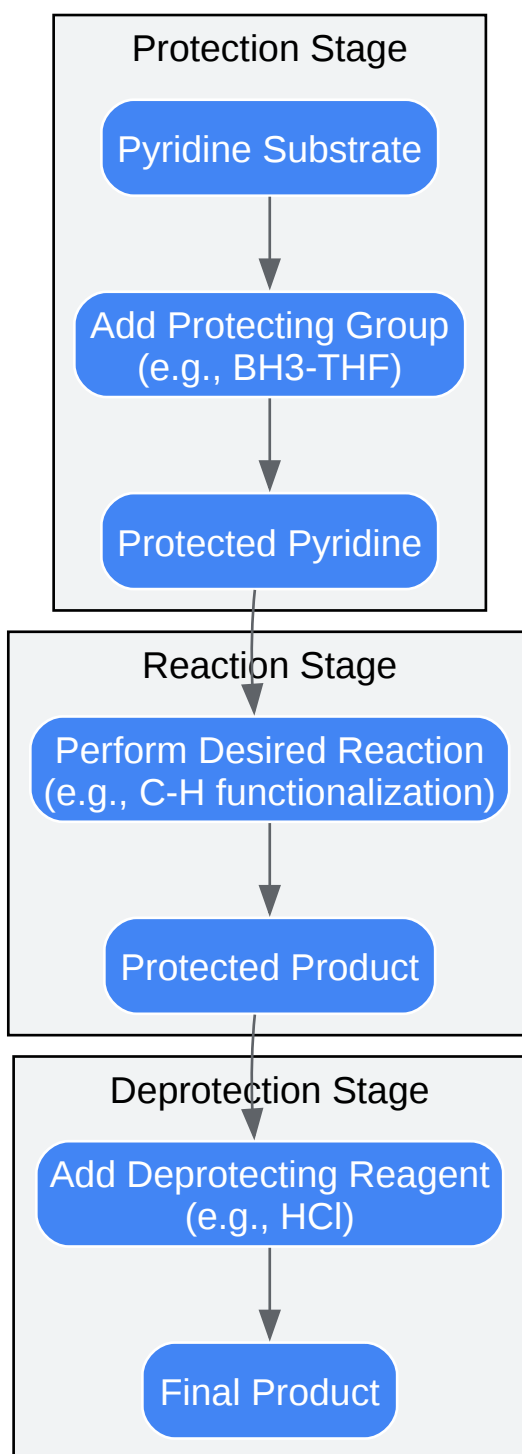 Protection Stage
Pyridine Substrate
Add Protecting Group
(e.g., BH3-THF)
Protected Pyridine
Reaction Stage
Perform Desired Reaction
(e.g., C-H functionalization)
Protected Product
Deprotection Stage
Add Deprotecting Reagent
(e.g., HCl)
Final Product